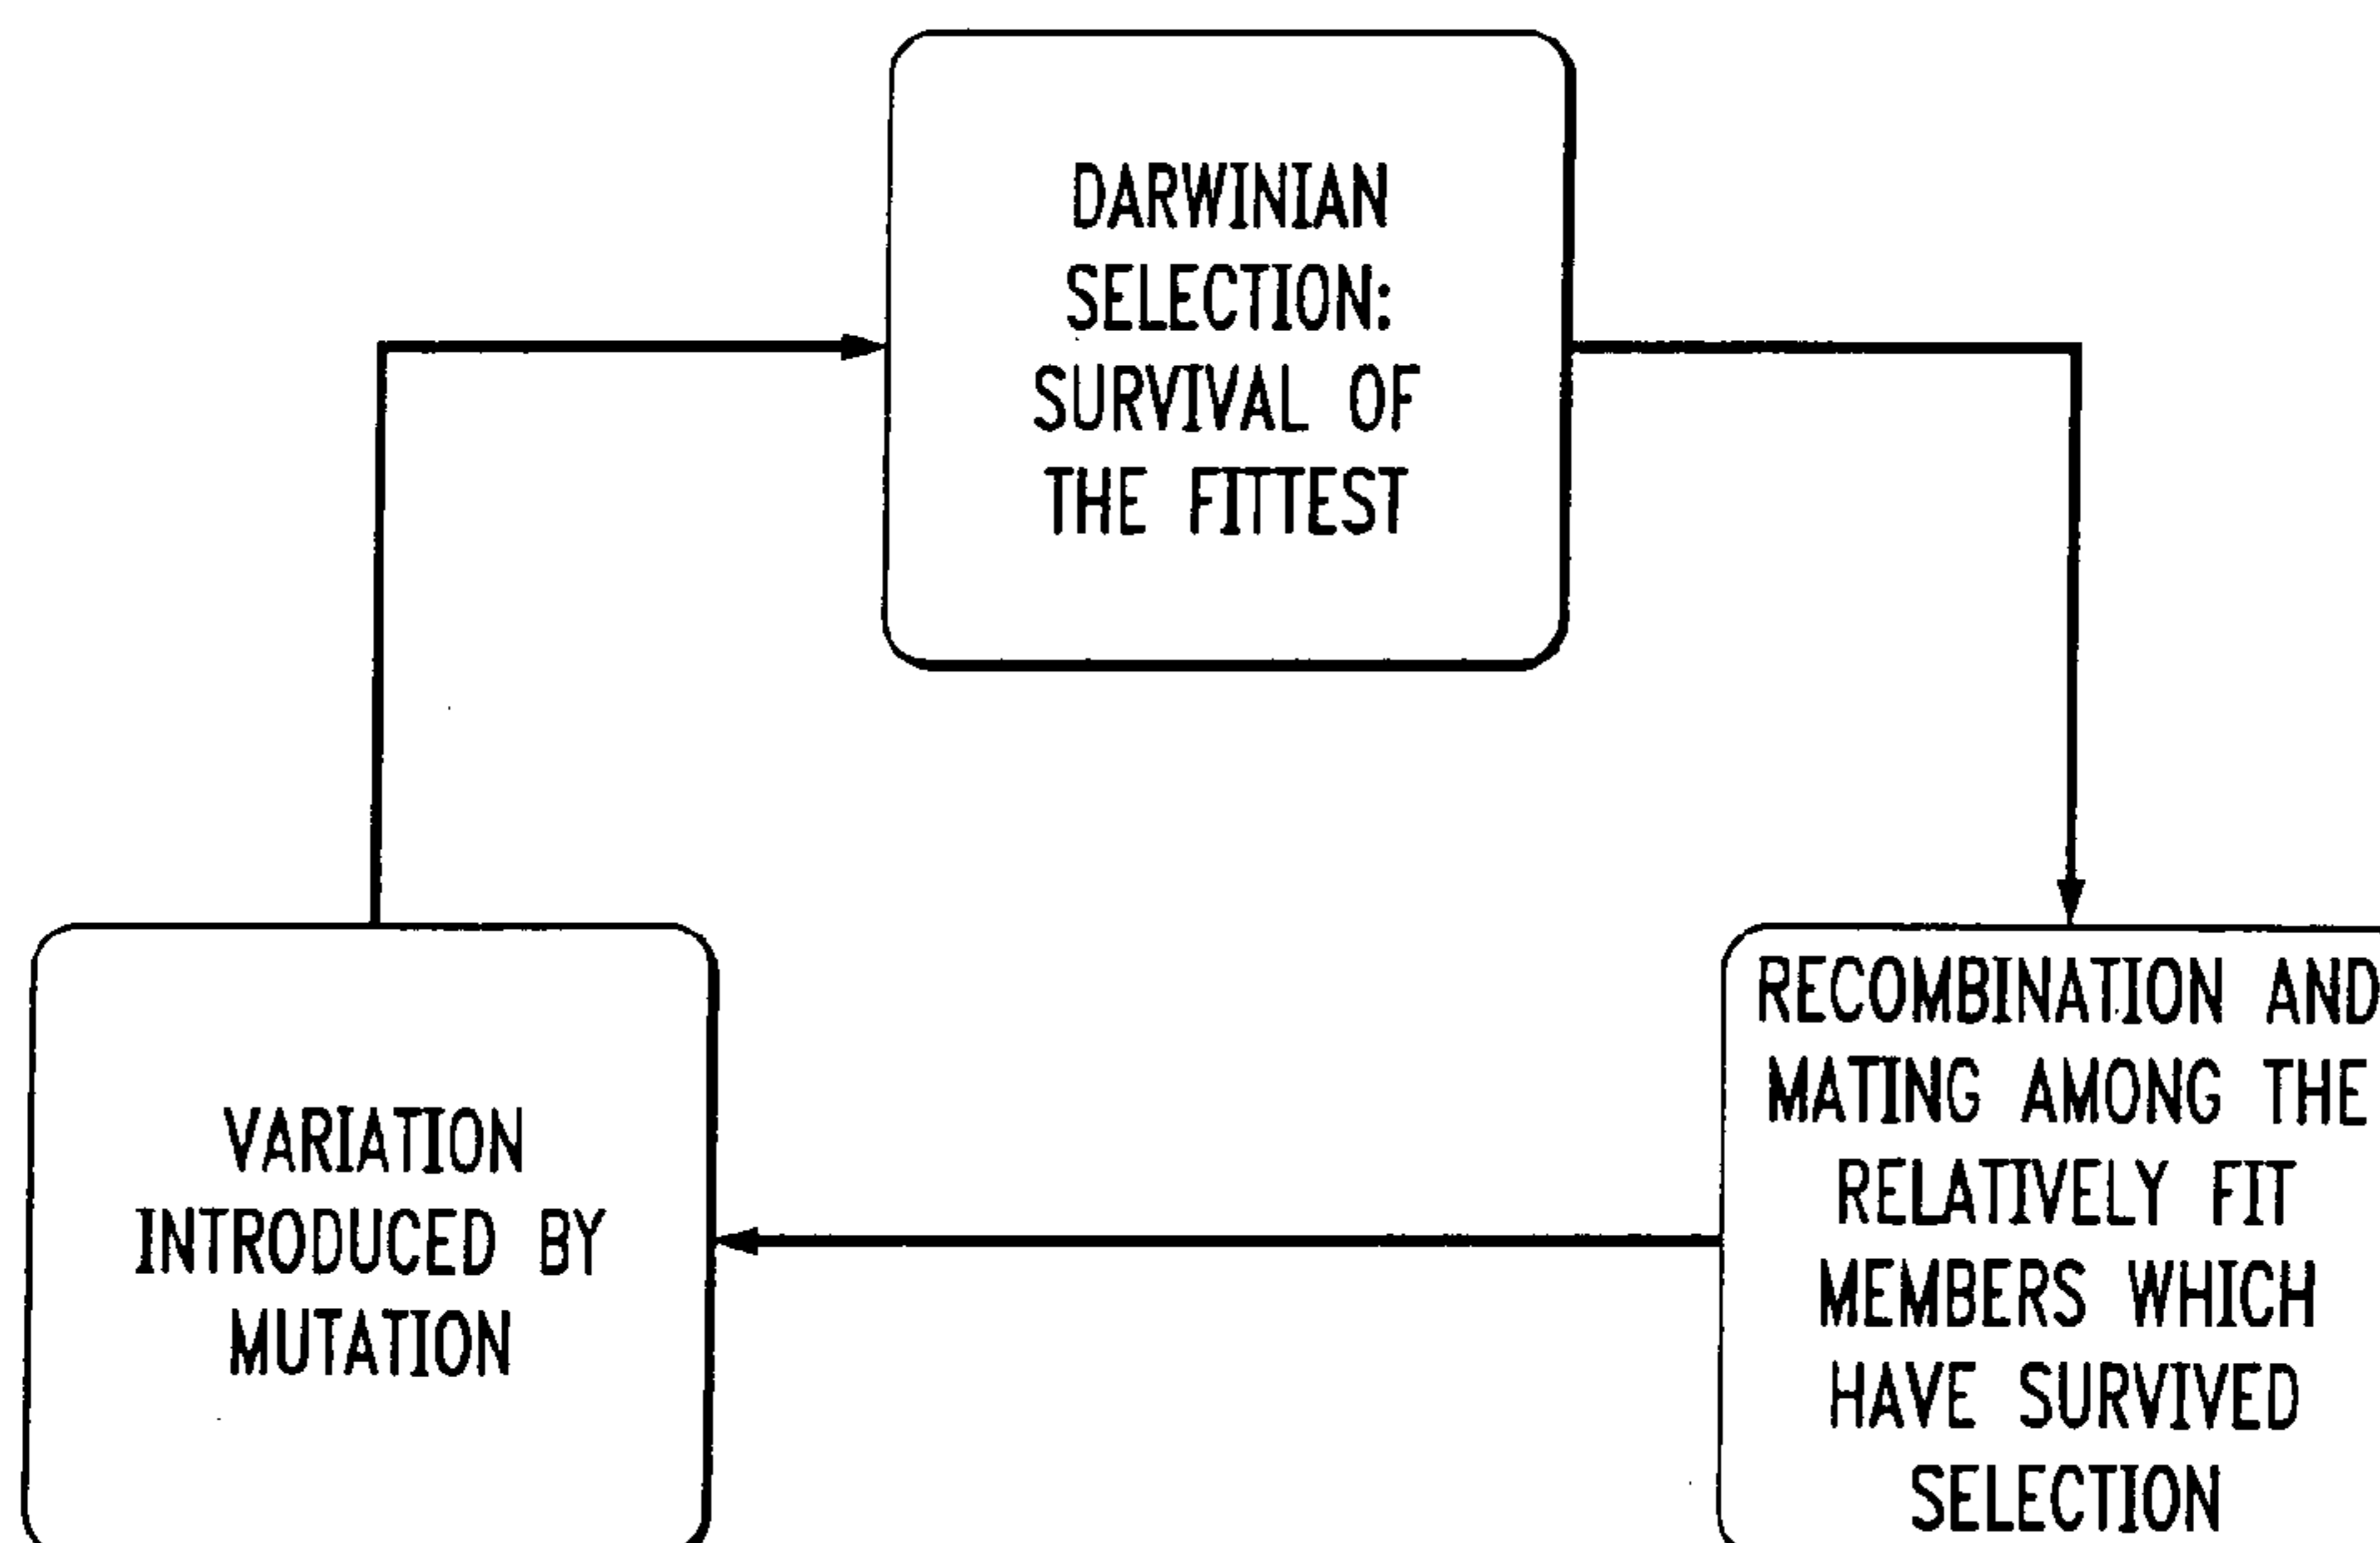 DARWINIAN
SELECTION:
SURVIVAL OF
THE FITTEST
VARIATION
INTRODUCED BY
MUTATION
RECOMBINATION AND
MATING AMONG THE
RELATIVELY FIT
MEMBERS WHICH
HAVE SURVIVED
SELECTION